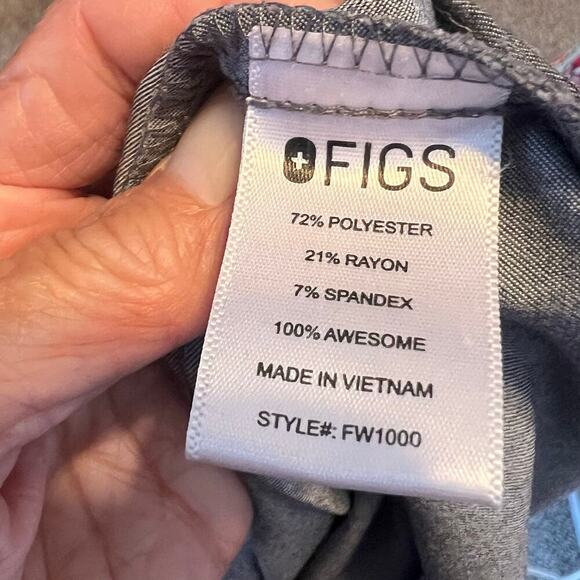 FIGS
72% POLYESTER
21% RAYON
7% SPANDEX
100% AWESOME
MADE IN VIETNAM
STYLE#: FW1000